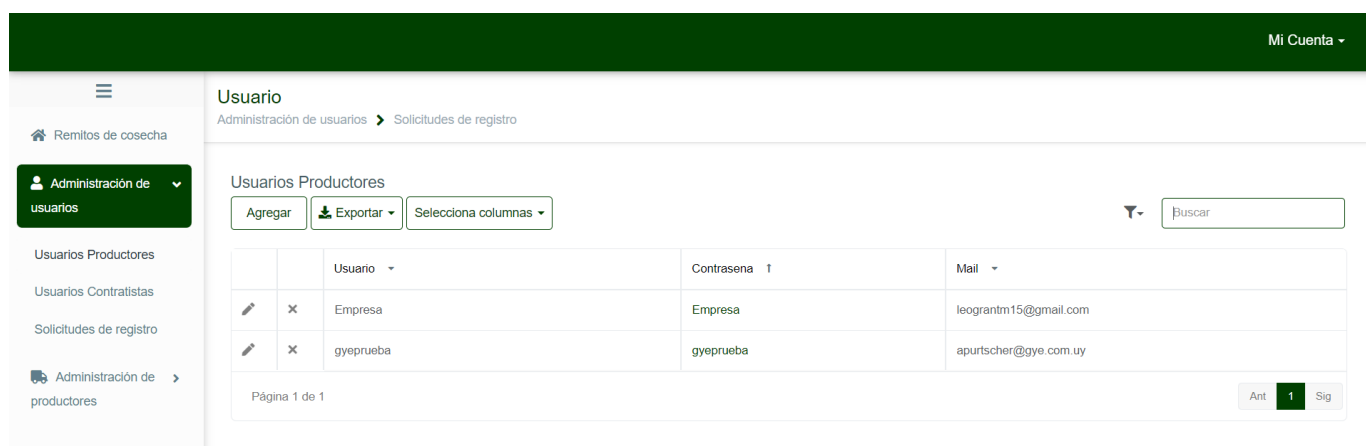 Mi Cuenta
Remitos de cosecha
Administración de
usuarios
Usuarios Productores
Usuarios Contratistas
Solicitudes de registro
Administración de
productores
Usuario
Administración de usuarios Solicitudes de registro
Usuarios Productores
Agregar Exportar Selecciona columnas Buscar
Usuario Contrasena ↑ Mail
Empresa Empresa leograntm15@gmail.com
gyeprueba gyeprueba apurtscher@gye.com.uy
Página 1 de 1 Ant 1 Sig